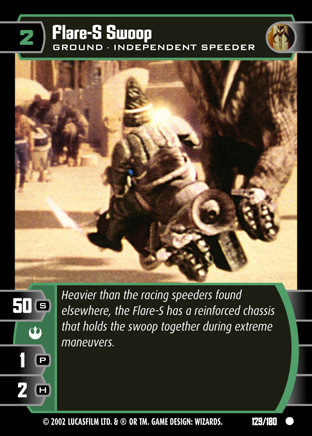 2 Flare-S Swoop
GROUND · INDEPENDENT SPEEDER
50 S
Heavier than the racing speeders found
elsewhere, the Flare-S has a reinforced chassis
that holds the swoop together during extreme
maneuvers.
1 P
2 H
© 2002 LUCASFILM LTD. & ® OR TM. GAME DESIGN: WIZARDS. 129/180